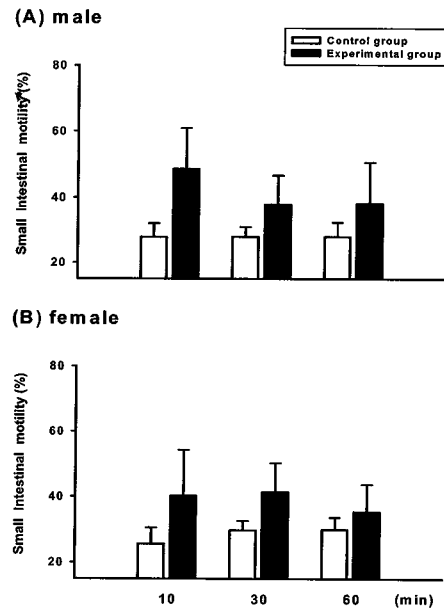 (A) male
Control group
Experimental group
80
60
40
20
Small Intestinal motility (%)
(B) female
80
60
40
20
Small Intestinal motility (%)
10 30 60 (min)